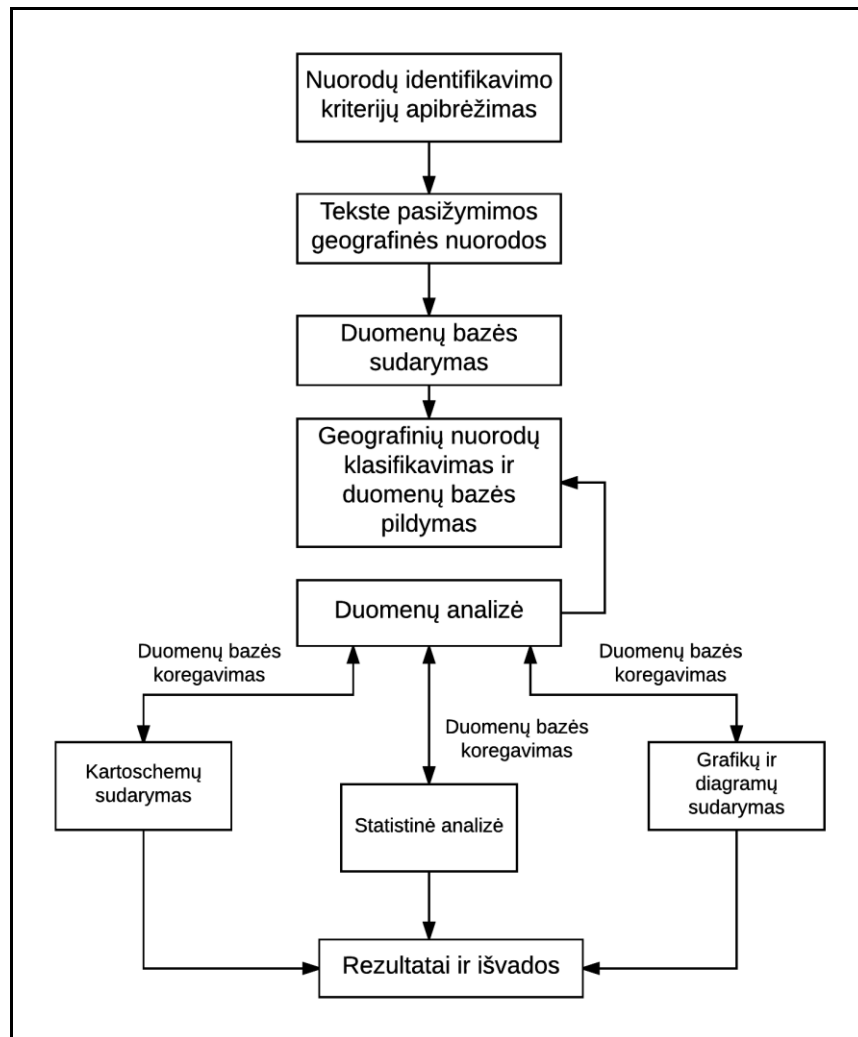 Nuorodų identifikavimo
kriterijų apibrėžimas
Tekste pasižymimos
geografinės nuorodos
Duomenų bazės
sudarymas
Geografinių nuorodų
klasifikavimas ir
duomenų bazės
pildymas
Duomenų analizė
Duomenų bazės
koregavimas
Duomenų bazės
koregavimas
Duomenų bazės
koregavimas
Kartoschemų
sudarymas
Statistinė analizė
Grafikų ir
diagramų
sudarymas
Rezultatai ir išvados